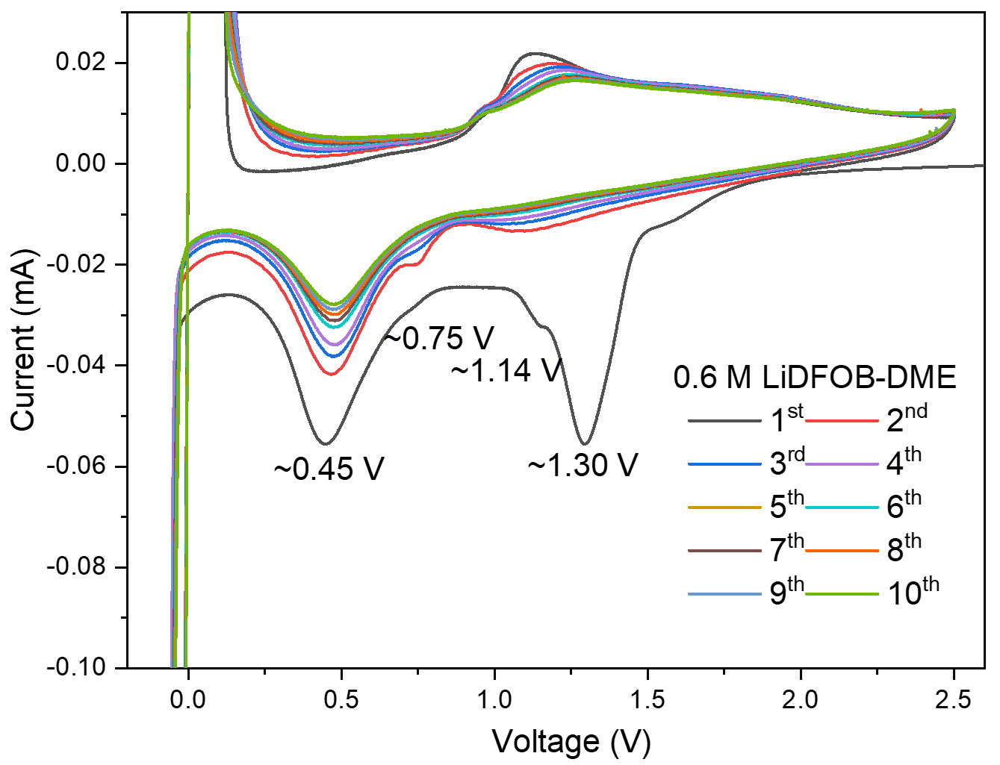 0.02
0.00
-0.02
-0.04
-0.06
-0.08
-0.10
Current (mA)
~0.75 V
~1.14 V
~0.45 V
~1.30 V
0.6 M LiDFOB-DME
1st 2nd
3rd 4th
5th 6th
7th 8th
9th 10th
0.0 0.5 1.0 1.5 2.0 2.5
Voltage (V)